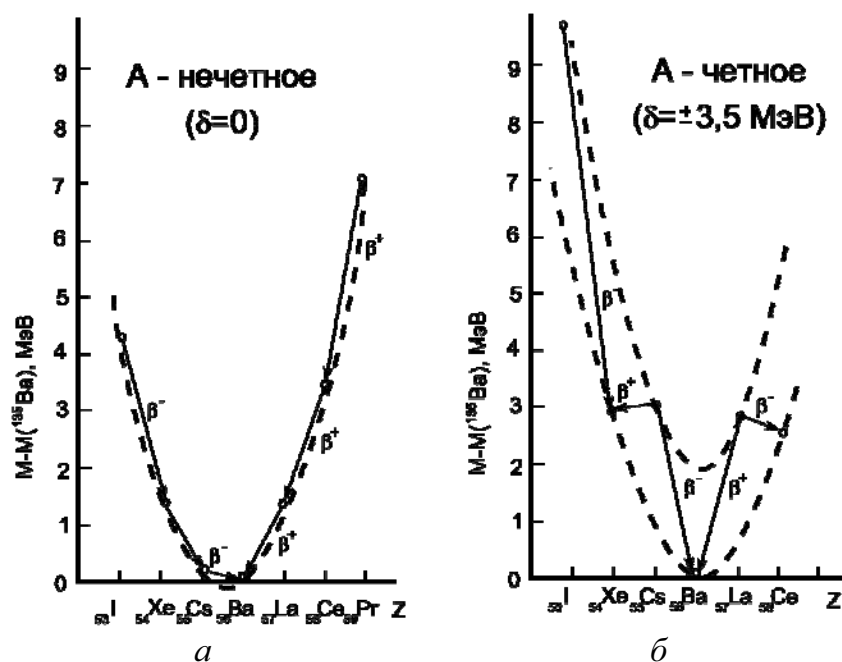 А - нечетное
(δ=0)
M-M(¹³⁵Ba), МэВ
9
8
7
6
5
4
3
2
1
0
β⁻
β⁻
β⁺
β⁺
β⁺
₅₃I ₅₄Xe ₅₅Cs ₅₆Ba ₅₇La ₅₈Ce ₅₉Pr Z
а
А - четное
(δ=±3,5 МэВ)
M-M(¹³⁵Ba), МэВ
9
8
7
6
5
4
3
2
1
0
β⁻
β⁺
β⁻
β⁺
β⁻
₅₃I ₅₄Xe ₅₅Cs ₅₆Ba ₅₇La ₅₈Ce Z
б